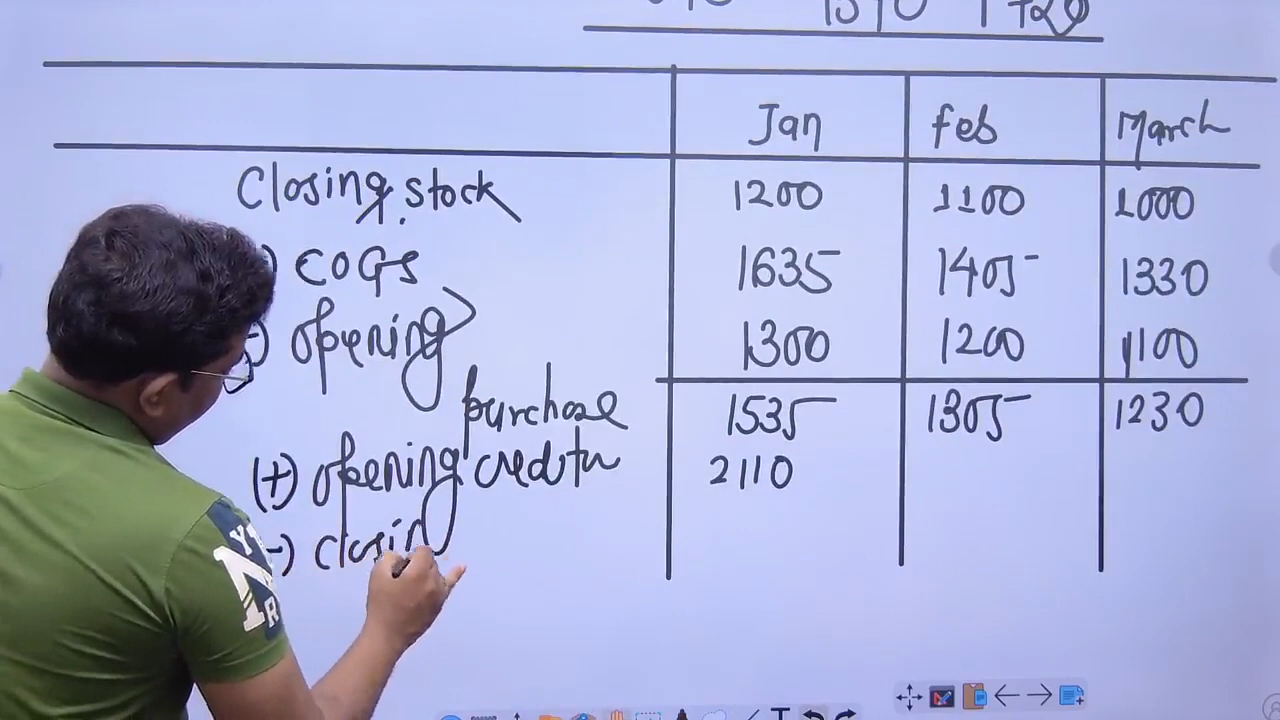 Jan Feb March
Closing stock 1200 1100 1000
COGS 1635 1405 1330
(-) opening 1300 1200 1100
purchase 1535 1305 1230
(+) opening creditor 2110
(-) closing